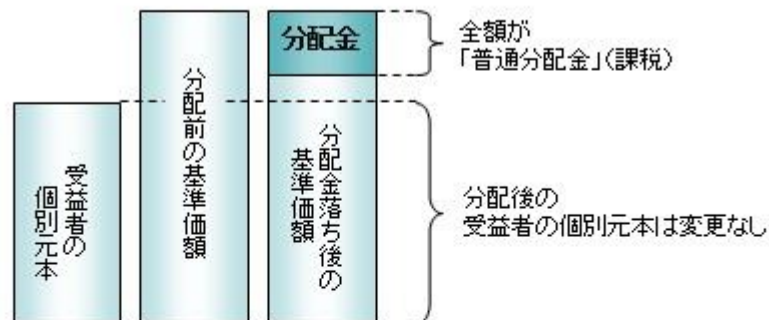 受益者の
個別元本
分配前の基準価額
分配金
分配金落ち後の
基準価額
全額が
「普通分配金」(課税)
分配後の
受益者の個別元本は変更なし